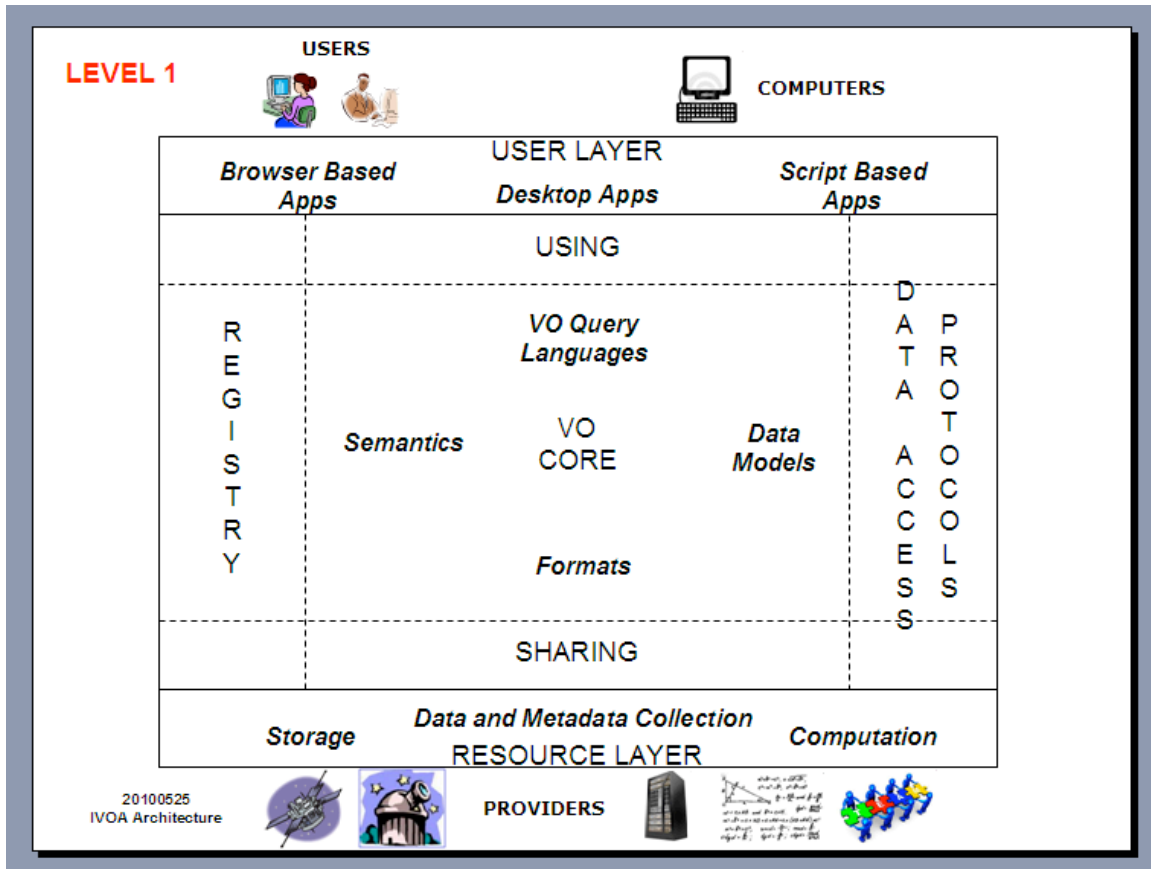 LEVEL 1
USERS
COMPUTERS
USER LAYER
Browser Based
Apps
Desktop Apps
Script Based
Apps
USING
REGISTRY
VO Query
Languages
Semantics
VO
CORE
Data
Models
Formats
DATA ACCESS
PROTOCOLS
SHARING
Storage
Data and Metadata Collection
Computation
RESOURCE LAYER
20100525
IVOA Architecture
PROVIDERS